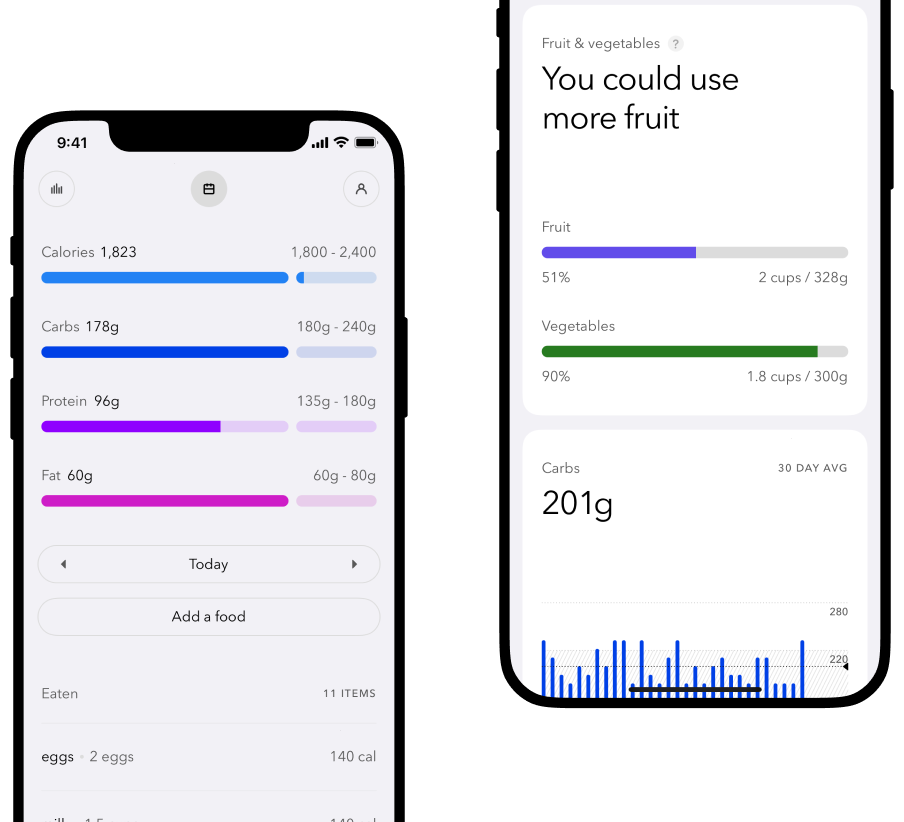 9:41
Calories 1,823 1,800 - 2,400
Carbs 178g 180g - 240g
Protein 96g 135g - 180g
Fat 60g 60g - 80g
Today
Add a food
Eaten 11 ITEMS
eggs • 2 eggs 140 cal
Fruit & vegetables ?
You could use
more fruit
Fruit
51% 2 cups / 328g
Vegetables
90% 1.8 cups / 300g
Carbs 30 DAY AVG
201g
280
220